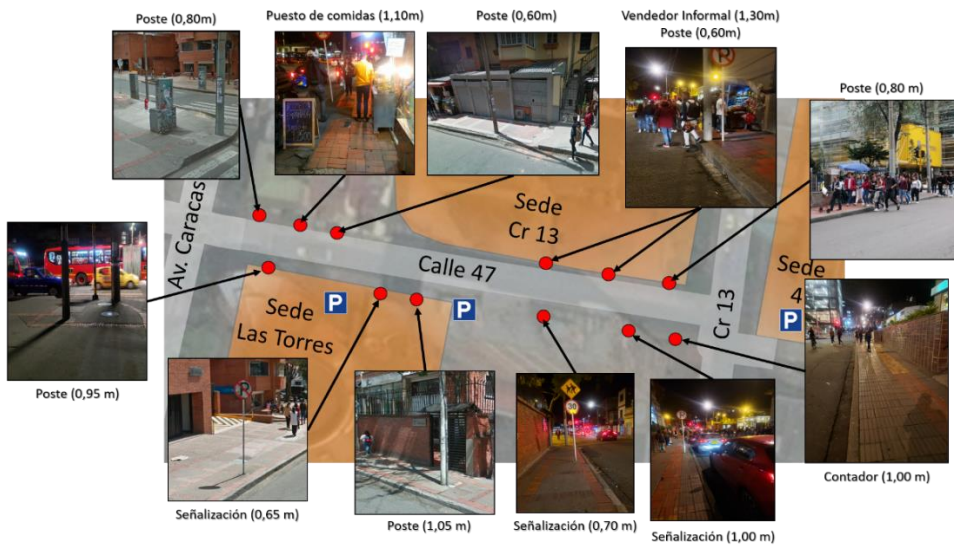 Poste (0,80m)
Puesto de comidas (1,10m)
Poste (0,60m)
Vendedor Informal (1,30m)
Poste (0,60m)
Poste (0,80 m)
Av. Caracas
Sede
Cr 13
Calle 47
Cr 13
Sede
4
P
P
P
Sede
Las Torres
30
Poste (0,95 m)
Señalización (0,65 m)
Poste (1,05 m)
Señalización (0,70 m)
Señalización (1,00 m)
Contador (1,00 m)